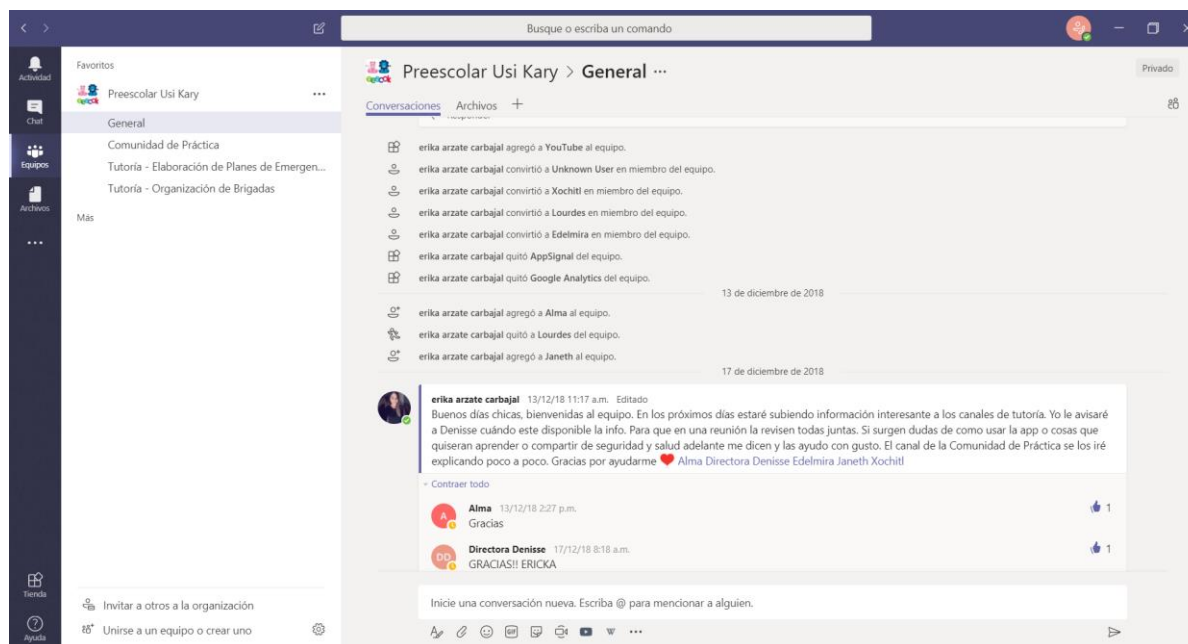 Busque o escriba un comando
Actividad
Chat
Equipos
Archivos
Tienda
Ayuda
Favoritos
Preescolar Usi Kary
General
Comunidad de Práctica
Tutoría - Elaboración de Planes de Emergen...
Tutoría - Organización de Brigadas
Más
Invitar a otros a la organización
Unirse a un equipo o crear uno
Preescolar Usi Kary > General ...
Privado
Conversaciones Archivos +
erika arzate carbajal agregó a YouTube al equipo.
erika arzate carbajal convirtió a Unknown User en miembro del equipo.
erika arzate carbajal convirtió a Xochitl en miembro del equipo.
erika arzate carbajal convirtió a Lourdes en miembro del equipo.
erika arzate carbajal convirtió a Edelmira en miembro del equipo.
erika arzate carbajal quitó AppSignal del equipo.
erika arzate carbajal quitó Google Analytics del equipo.
13 de diciembre de 2018
erika arzate carbajal agregó a Alma al equipo.
erika arzate carbajal quitó a Lourdes del equipo.
erika arzate carbajal agregó a Janeth al equipo.
17 de diciembre de 2018
erika arzate carbajal 13/12/18 11:17 a.m. Editado
Buenos días chicas, bienvenidas al equipo. En los próximos días estaré subiendo información interesante a los canales de tutoría. Yo le avisaré
a Denisse cuándo este disponible la info. Para que en una reunión la revisen todas juntas. Si surgen dudas de como usar la app o cosas que
quiseran aprender o compartir de seguridad y salud adelante me dicen y las ayudo con gusto. El canal de la Comunidad de Práctica se los iré
explicando poco a poco. Gracias por ayudarme ❤ Alma Directora Denisse Edelmira Janeth Xochitl
Contraer todo
A
Alma 13/12/18 2:27 p.m.
1
Gracias
DD
Directora Denisse 17/12/18 8:18 a.m.
1
GRACIAS!! ERICKA
Inicie una conversación nueva. Escriba @ para mencionar a alguien.
GIF